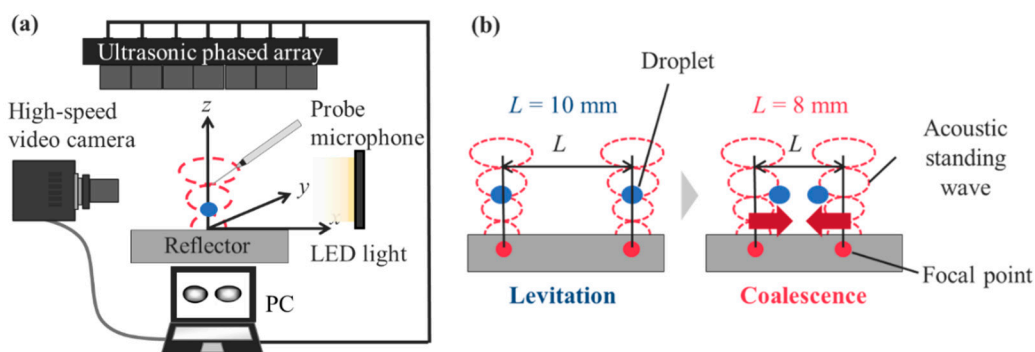 (a)
Ultrasonic phased array
High-speed
video camera
z
Probe
microphone
y
x
Reflector
LED light
PC
(b)
Droplet
L = 10 mm
L = 8 mm
L
L
Acoustic
standing
wave
Focal point
Levitation
Coalescence